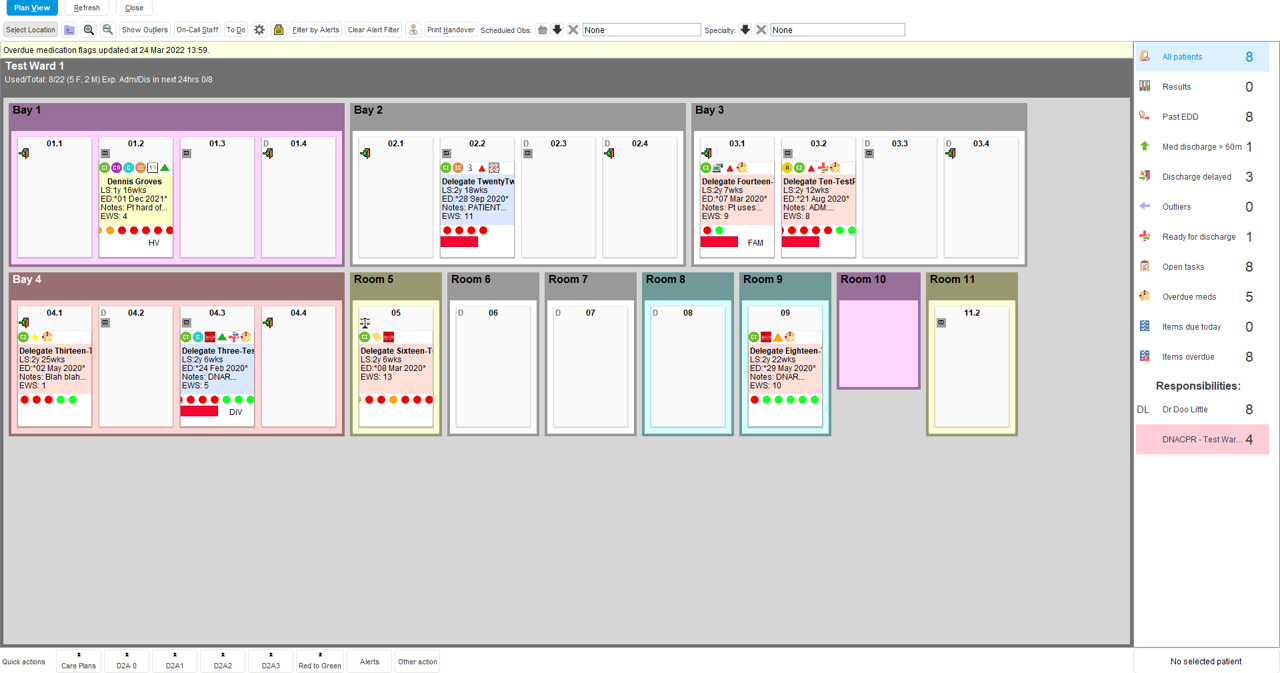 Plan View Refresh Close
Select Location Show Outliers On-Call Staff To Do Filter by Alerts Clear Alert Filter Print Handover Scheduled Obs: None Specialty: None
Overdue medication flags updated at 24 Mar 2022 13:59.
Test Ward 1
Used/Total: 8/22 (5 F, 2 M) Exp. Adm/Dis in next 24hrs 0/8
Bay 1
01.1
01.2
CI C
Dennis Groves
LS:1y 16wks
ED:*01 Dec 2021*
Notes: Pt hard of...
EWS: 4
HV
01.3
D 01.4
Bay 2
02.1
02.2
CI 3
Delegate TwentyTw
LS:2y 18wks
ED:*28 Sep 2020*
Notes: PATIENT...
EWS: 11
D 02.3
D 02.4
Bay 3
03.1
CI
Delegate Fourteen-
LS:2y 7wks
ED:*07 Mar 2020*
Notes: Pt uses...
EWS: 9
FAM
03.2
CI
Delegate Ten-TestP
LS:2y 12wks
ED:*21 Aug 2020*
Notes: ADM:...
EWS: 8
D 03.3
D 03.4
Bay 4
04.1
CI
Delegate Thirteen-T
LS:2y 25wks
ED:*02 May 2020*
Notes: Blah blah...
EWS: 1
D 04.2
04.3
CI C
Delegate Three-Tes
LS:2y 6wks
ED:*24 Feb 2020*
Notes: DNAR...
EWS: 5
DiV
04.4
Room 5
05
CI
Delegate Sixteen-T
LS:2y 6wks
ED:*08 Mar 2020*
EWS: 13
Room 6
D 06
Room 7
D 07
Room 8
D 08
Room 9
09
CI
Delegate Eighteen-
LS:2y 22wks
ED:*29 May 2020*
Notes: DNAR...
EWS: 10
Room 10
Room 11
11.2
All patients 8
Results 0
Past EDD 8
Med discharge > 60m 1
Discharge delayed 3
Outliers 0
Ready for discharge 1
Open tasks 8
Overdue meds 5
Items due today 0
Items overdue 8
Responsibilities:
DL Dr Doo Little 8
DNACPR - Test War... 4
Quick actions Care Plans D2A 0 D2A1 D2A2 D2A3 Red to Green Alerts Other action
No selected patient